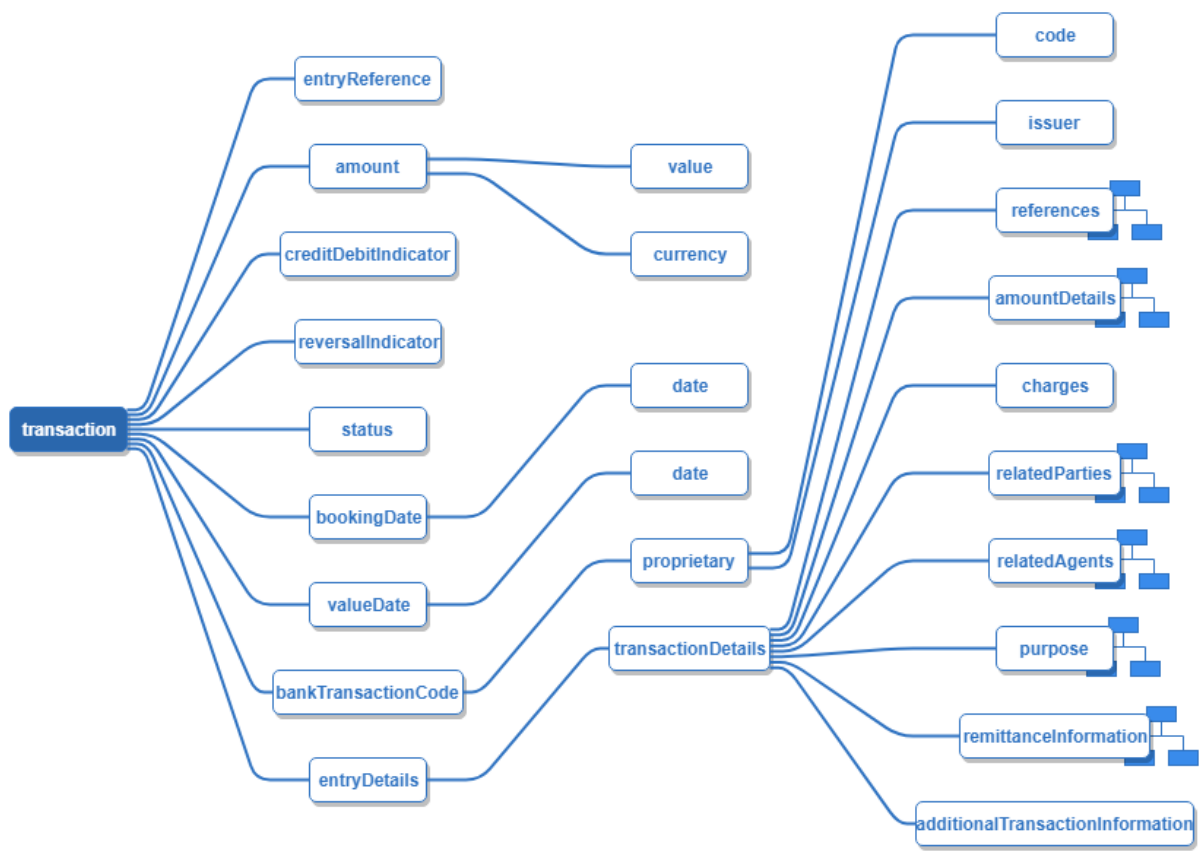 transaction
entryReference
amount
creditDebitIndicator
reversalIndicator
status
bookingDate
valueDate
bankTransactionCode
entryDetails
value
currency
date
date
proprietary
transactionDetails
code
issuer
references
amountDetails
charges
relatedParties
relatedAgents
purpose
remittanceInformation
additionalTransactionInformation